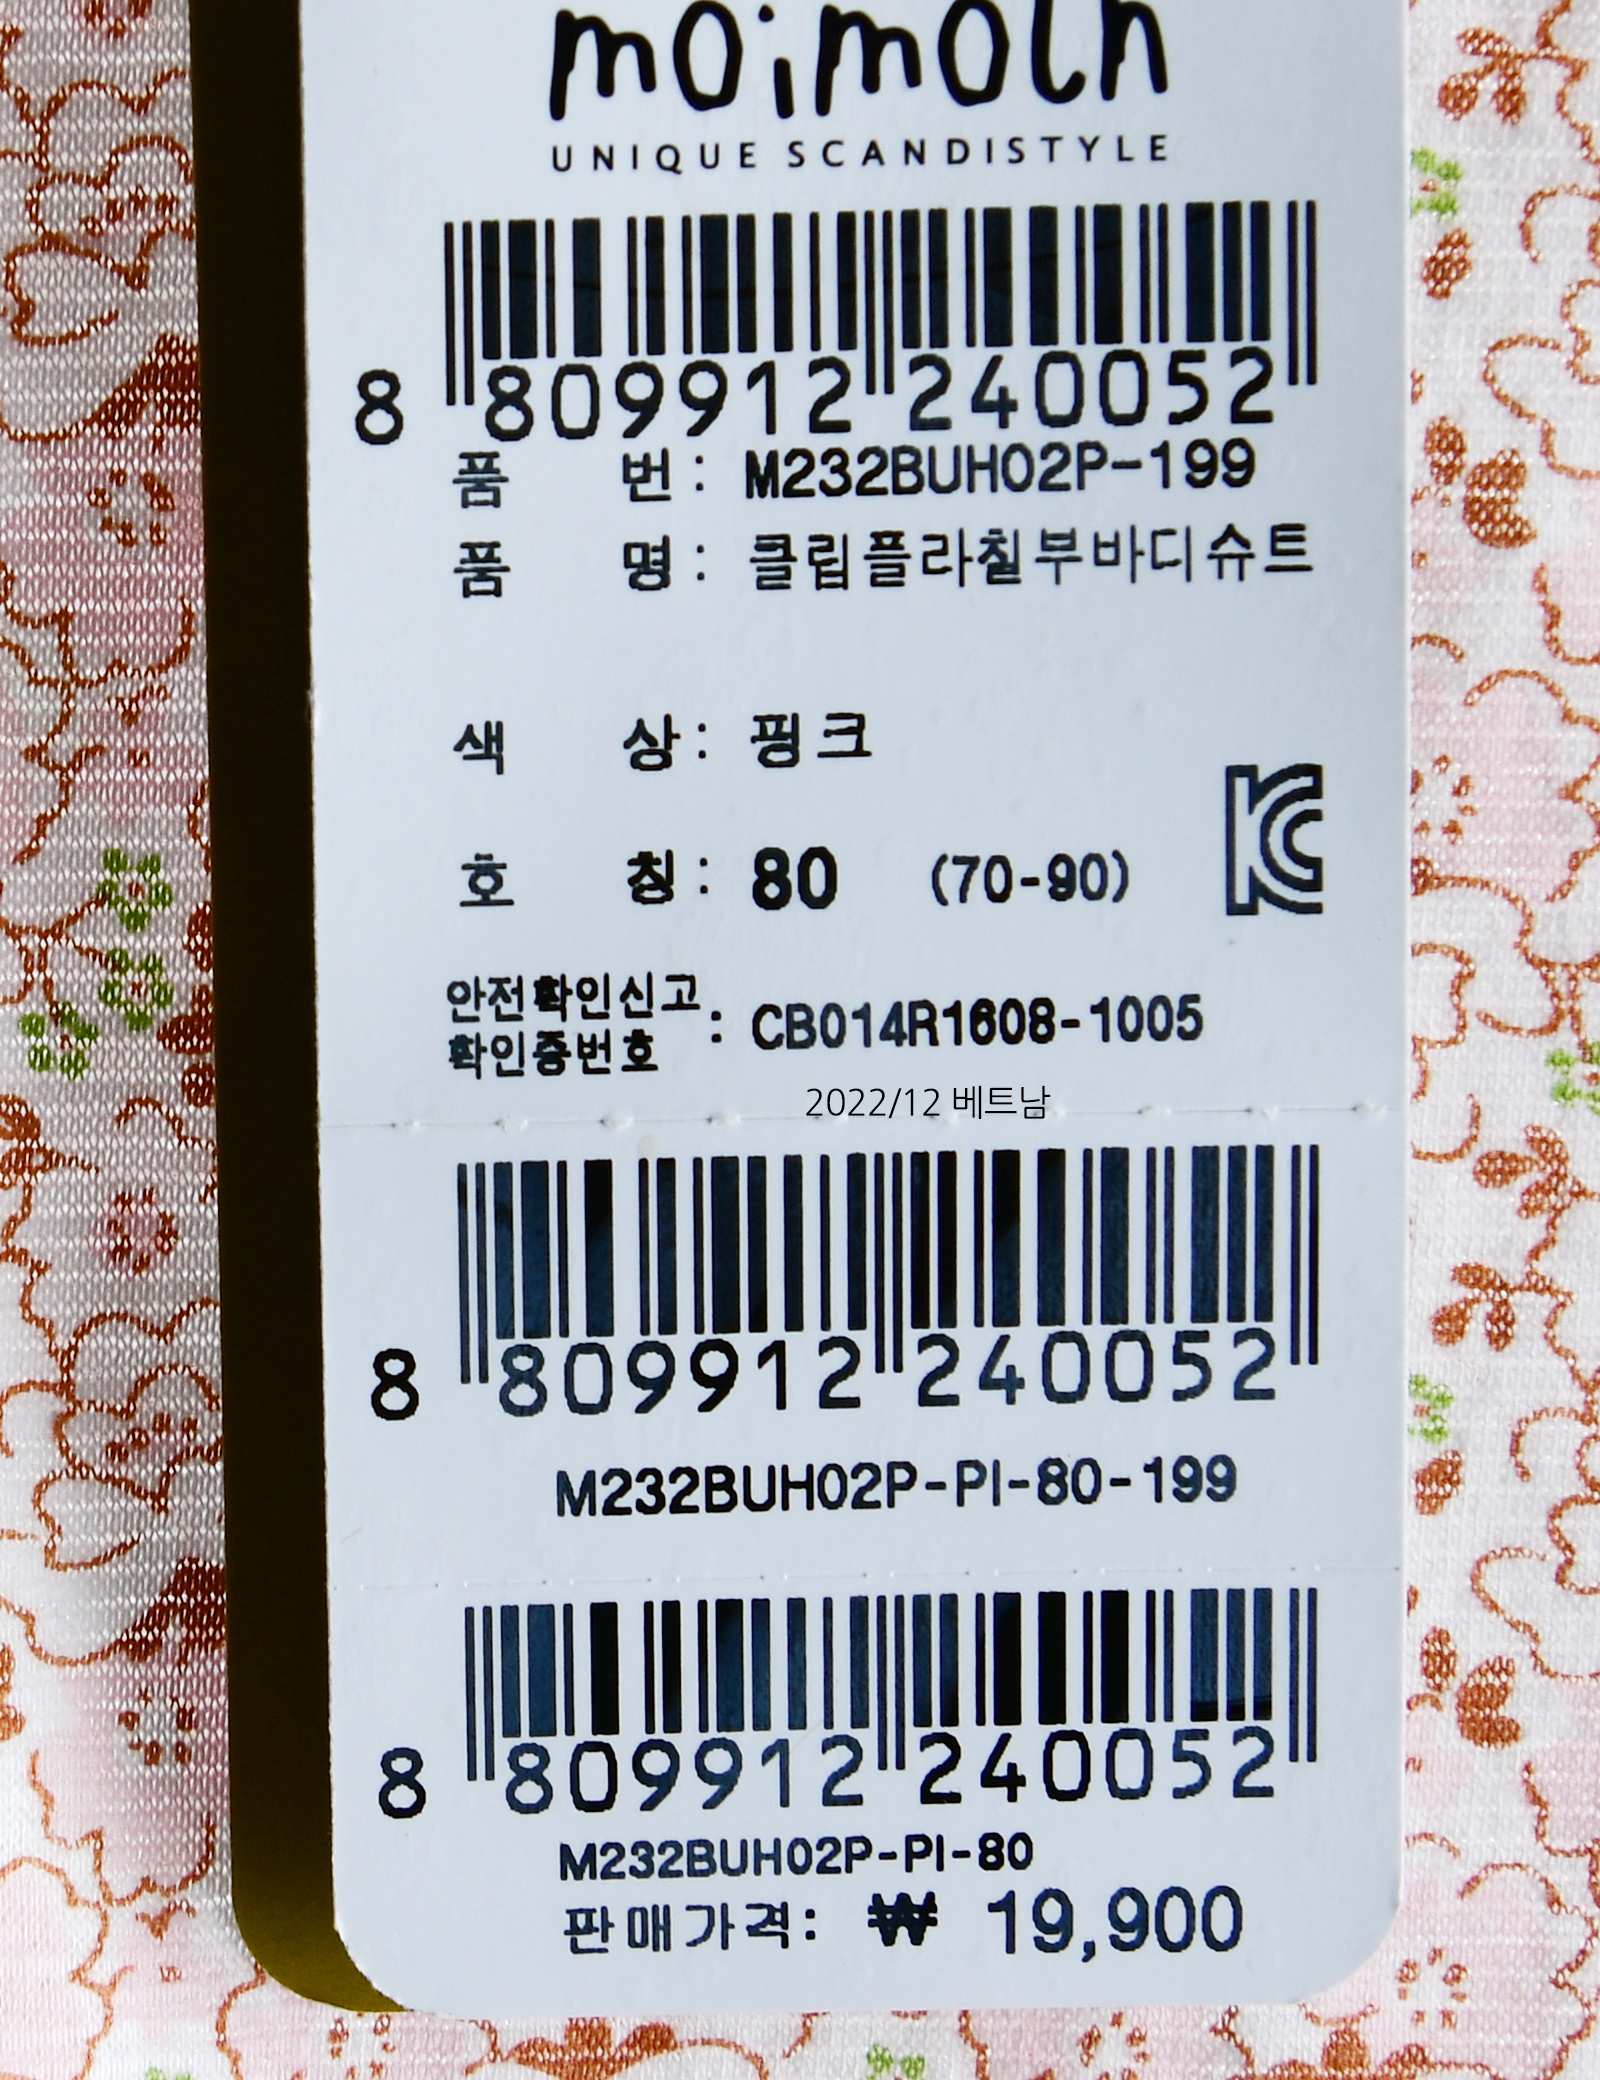 moimoln
UNIQUE SCANDISTYLE
8 809912 240052
품 번 : M232BUH02P-199
품 명 : 클립플라칠부바디슈트
색 상 : 핑크
호 칭 : 80 (70-90)
안전확인신고
확인증번호 : CB014R1608-1005
2022/12 베트남
8 809912 240052
M232BUH02P-PI-80-199
8 809912 240052
M232BUH02P-PI-80
판매가격: ₩ 19,900